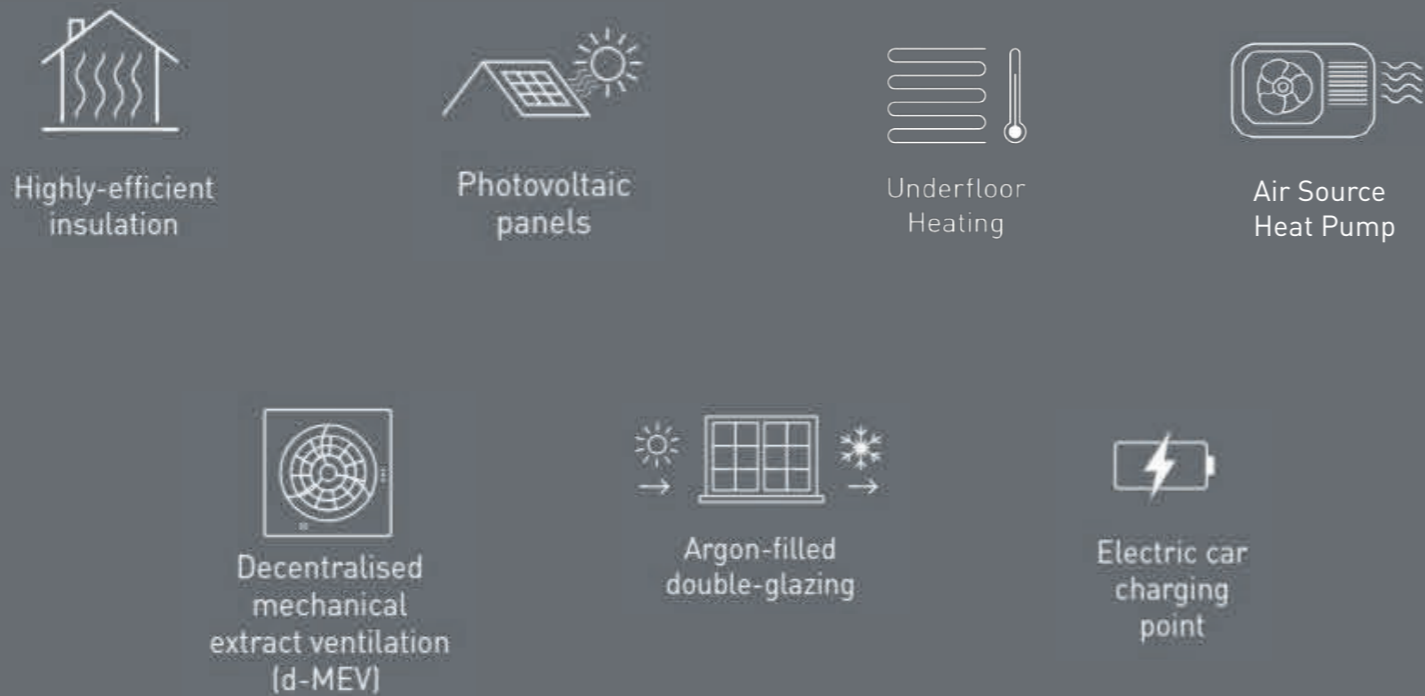 Highly-efficient
insulation
Photovoltaic
panels
Underfloor
Heating
Air Source
Heat Pump
Decentralised
mechanical
extract ventilation
(d-MEV)
Argon-filled
double-glazing
Electric car
charging
point